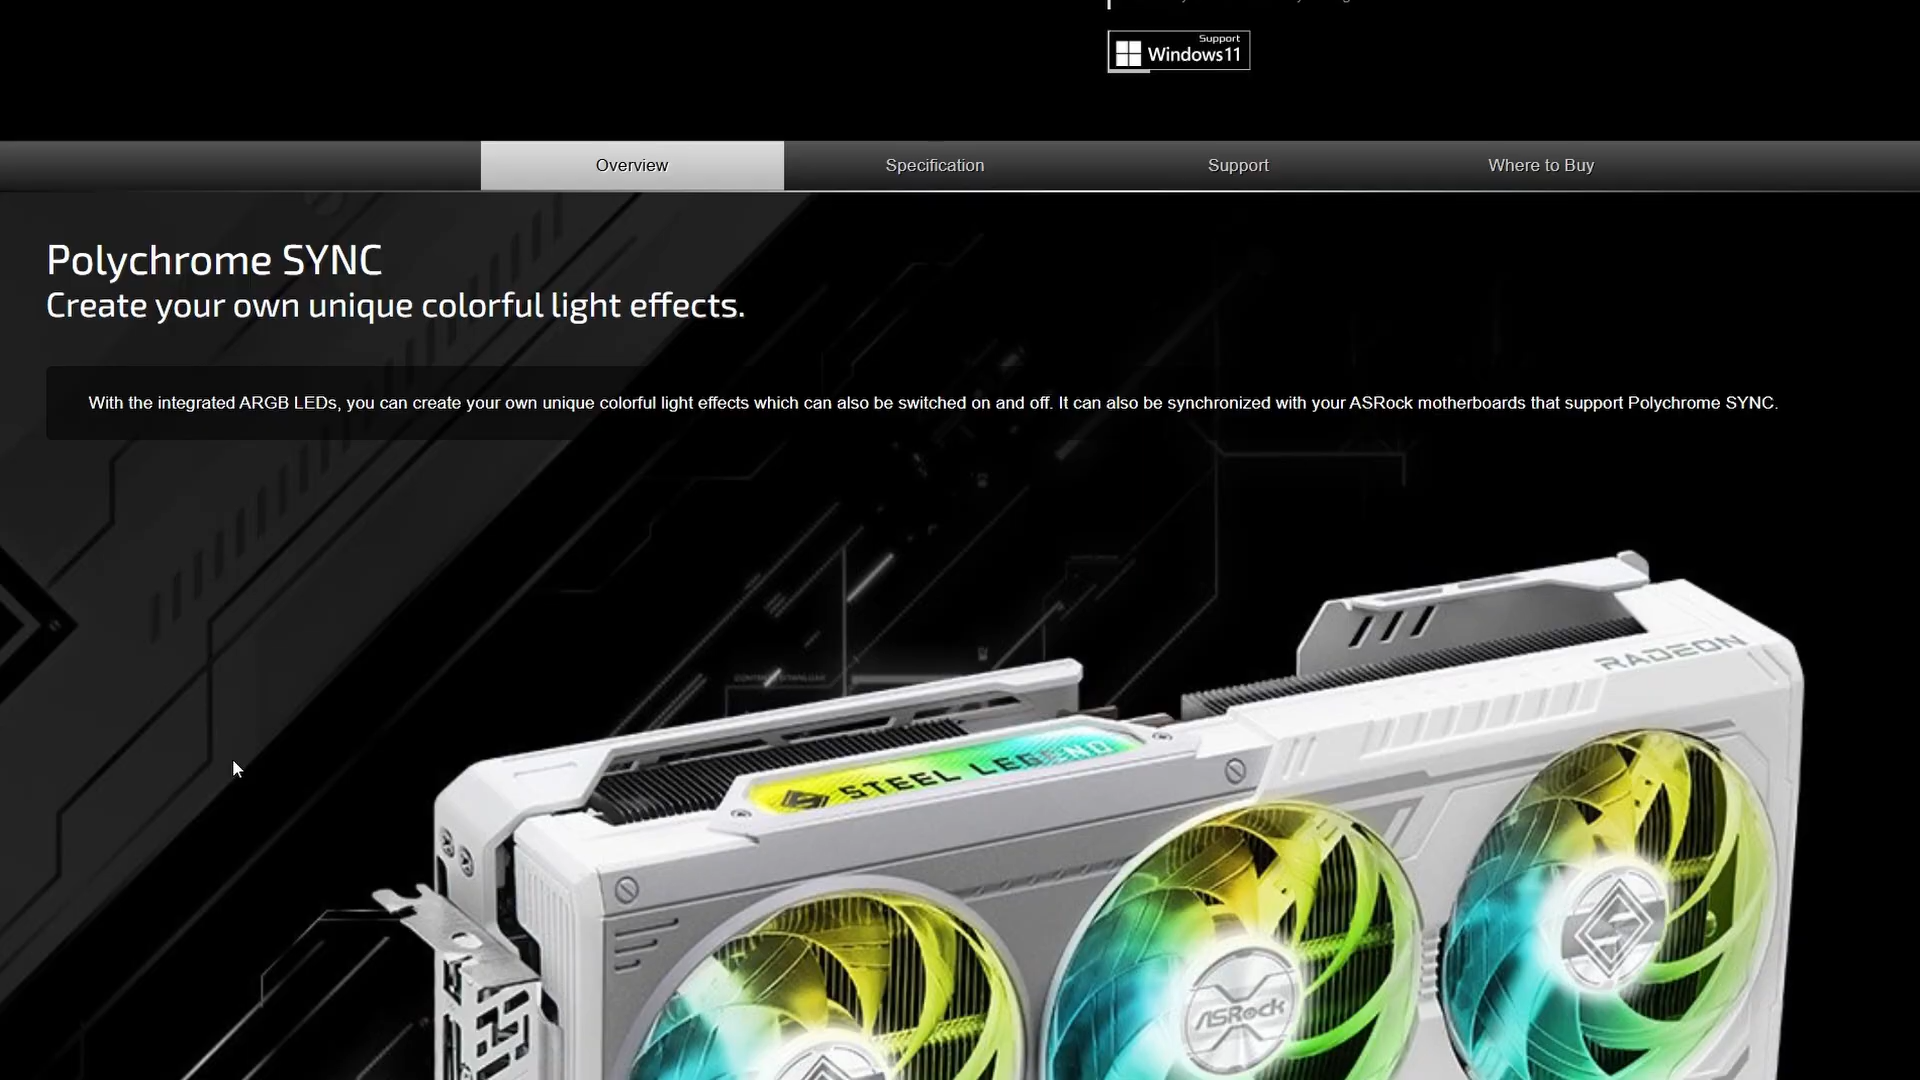 Support
Windows11
Overview
Specification
Support
Where to Buy
Polychrome SYNC
Create your own unique colorful light effects.
With the integrated ARGB LEDs, you can create your own unique colorful light effects which can also be switched on and off. It can also be synchronized with your ASRock motherboards that support Polychrome SYNC.
RADEON
STEEL LEGEND
ASRock